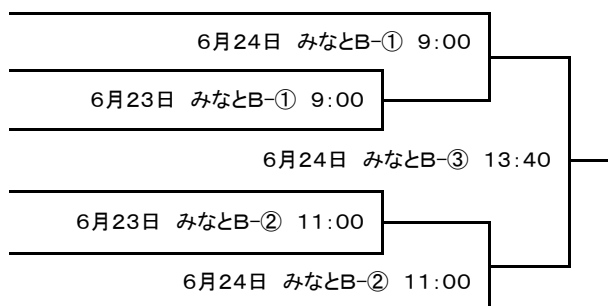 6月24日 みなとB-① 9:00
6月23日 みなとB-① 9:00
6月24日 みなとB-③ 13:40
6月23日 みなとB-② 11:00
6月24日 みなとB-② 11:00